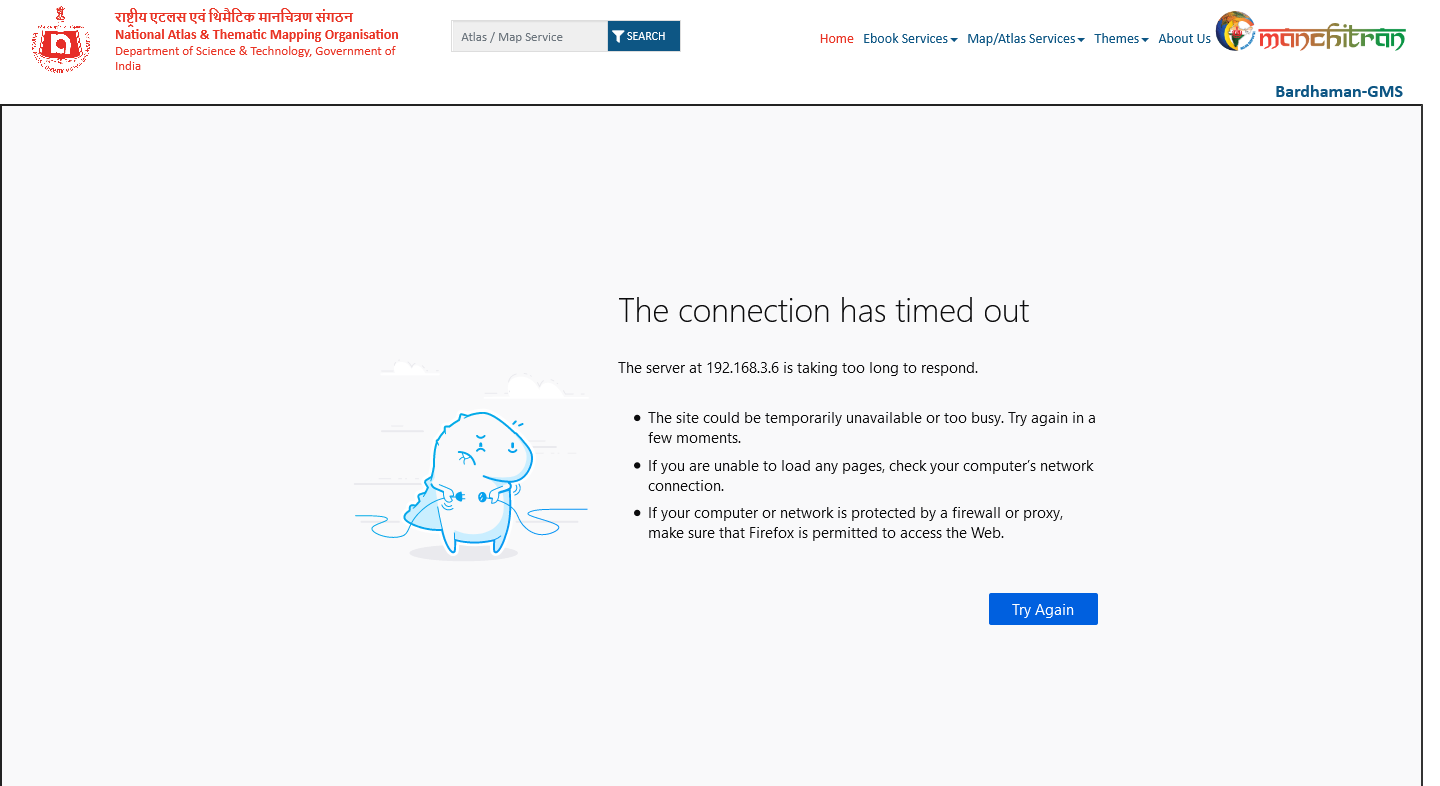 राष्ट्रीय एटलस एवं थिमैटिक मानचित्रण संगठन
National Atlas & Thematic Mapping Organisation
Department of Science & Technology, Government of
India
Atlas / Map Service
SEARCH
Home
Ebook Services
Map/Atlas Services
Themes
About Us
manchitran
Bardhaman-GMS
The connection has timed out
The server at 192.168.3.6 is taking too long to respond.
The site could be temporarily unavailable or too busy. Try again in a
few moments.
If you are unable to load any pages, check your computer’s network
connection.
If your computer or network is protected by a firewall or proxy,
make sure that Firefox is permitted to access the Web.
Try Again